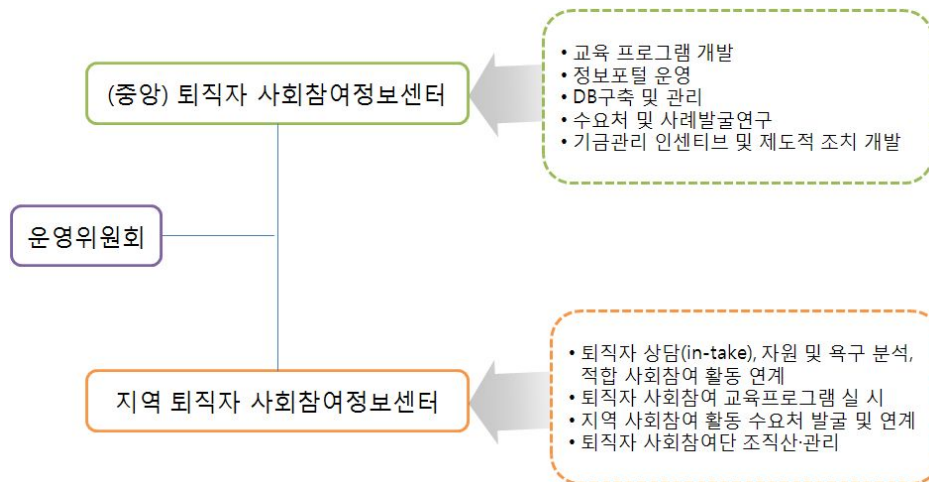 (중앙) 퇴직자 사회참여정보센터
• 교육 프로그램 개발
• 정보포털 운영
• DB구축 및 관리
• 수요처 및 사례발굴연구
• 기금관리 인센티브 및 제도적 조치 개발
운영위원회
지역 퇴직자 사회참여정보센터
• 퇴직자 상담(in-take), 자원 및 욕구 분석,
적합 사회참여 활동 연계
• 퇴직자 사회참여 교육프로그램 실 시
• 지역 사회참여 활동 수요처 발굴 및 연계
• 퇴직자 사회참여단 조직산·관리